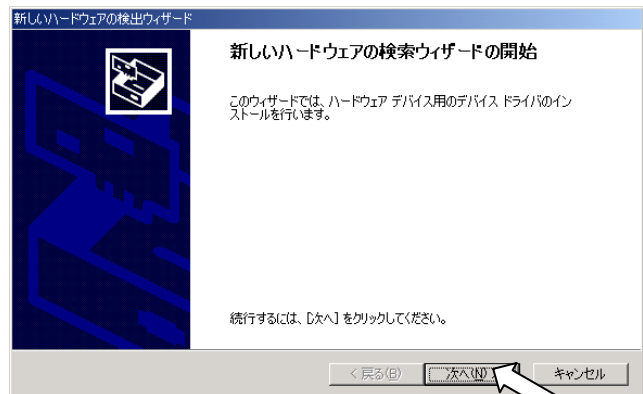 新しいハードウェアの検出ウィザード
新しいハードウェアの検索ウィザードの開始
このウィザードでは、ハードウェア デバイス用のデバイス ドライバのイン
ストールを行います。
続行するには、[次へ] をクリックしてください。
< 戻る(B)
次へ(N)
キャンセル